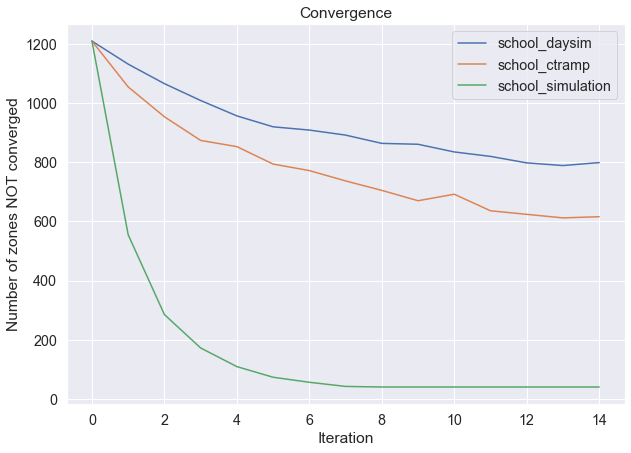 Convergence
school_daysim
school_ctramp
school_simulation
Number of zones NOT converged
1200
1000
800
600
400
200
0
0 2 4 6 8 10 12 14
Iteration